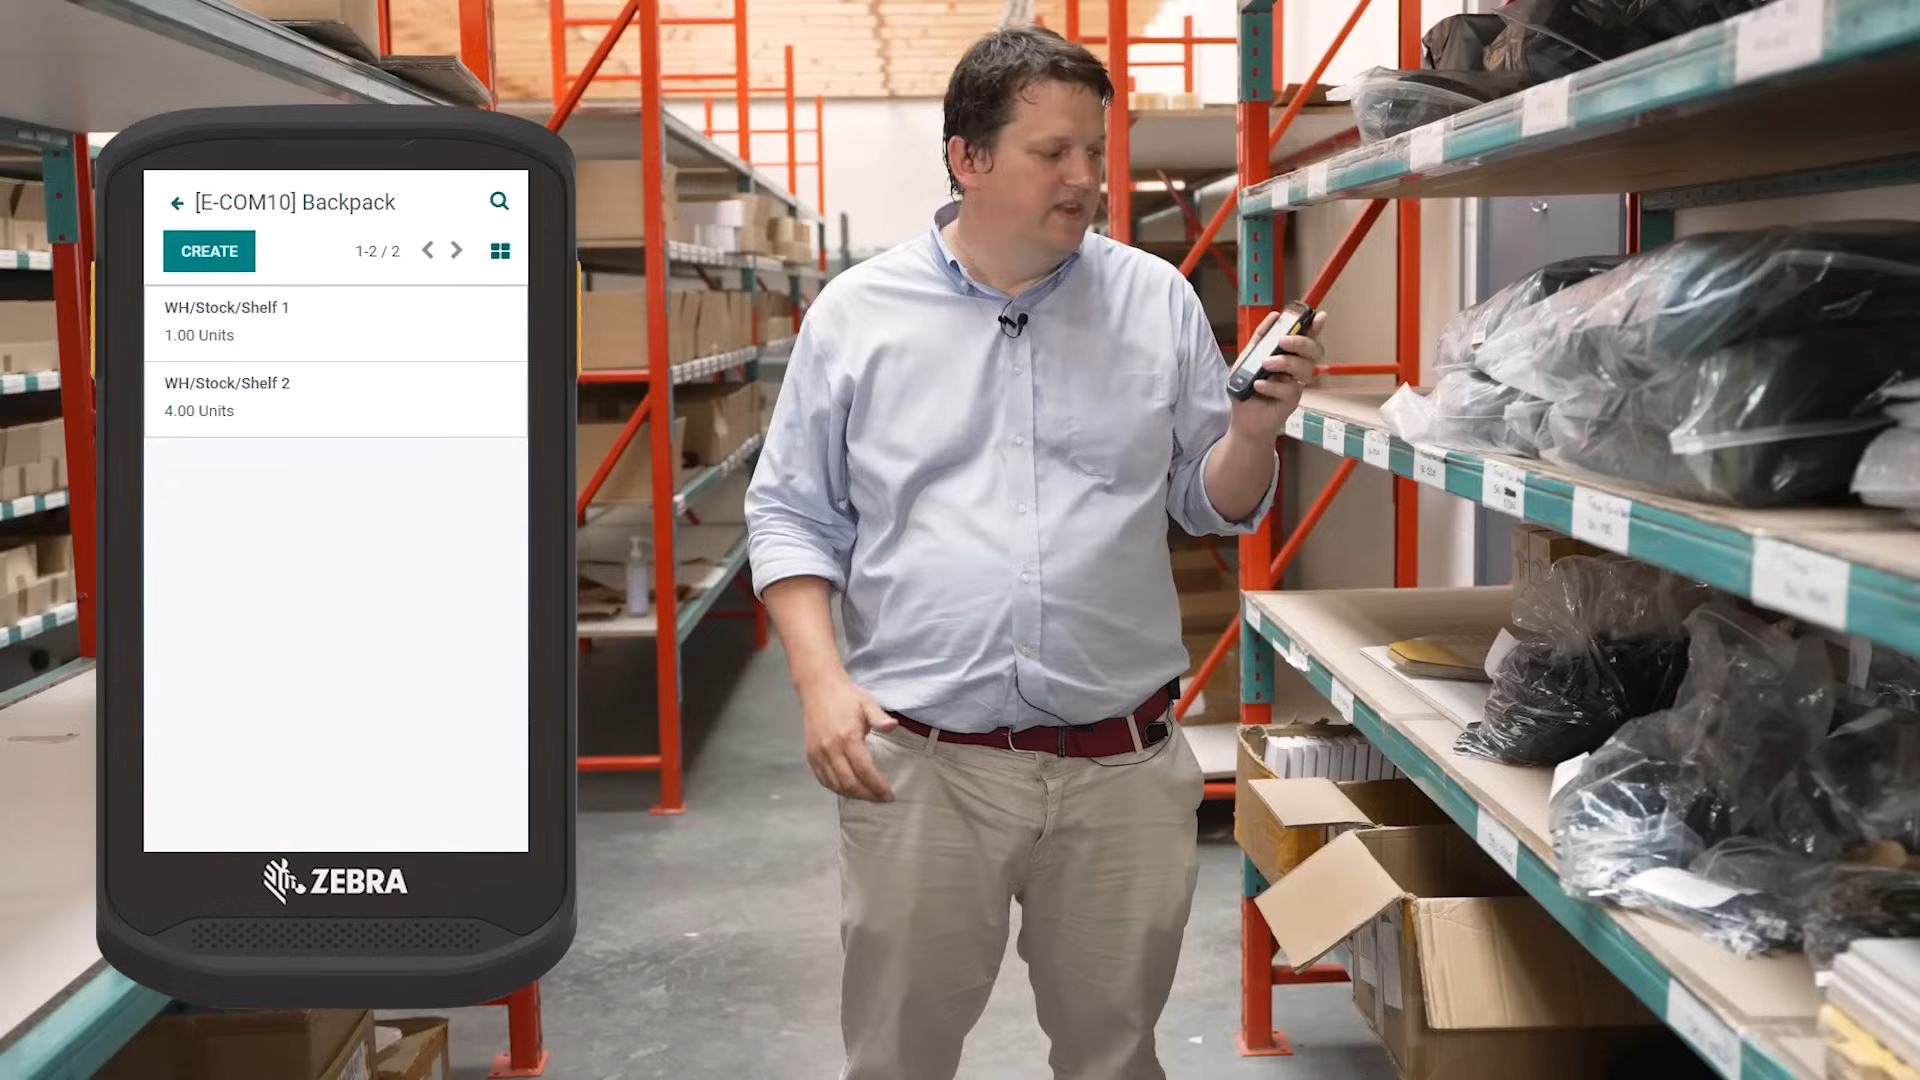 [E-COM10] Backpack
CREATE
1-2 / 2
WH/Stock/Shelf 1
1.00 Units
WH/Stock/Shelf 2
4.00 Units
ZEBRA